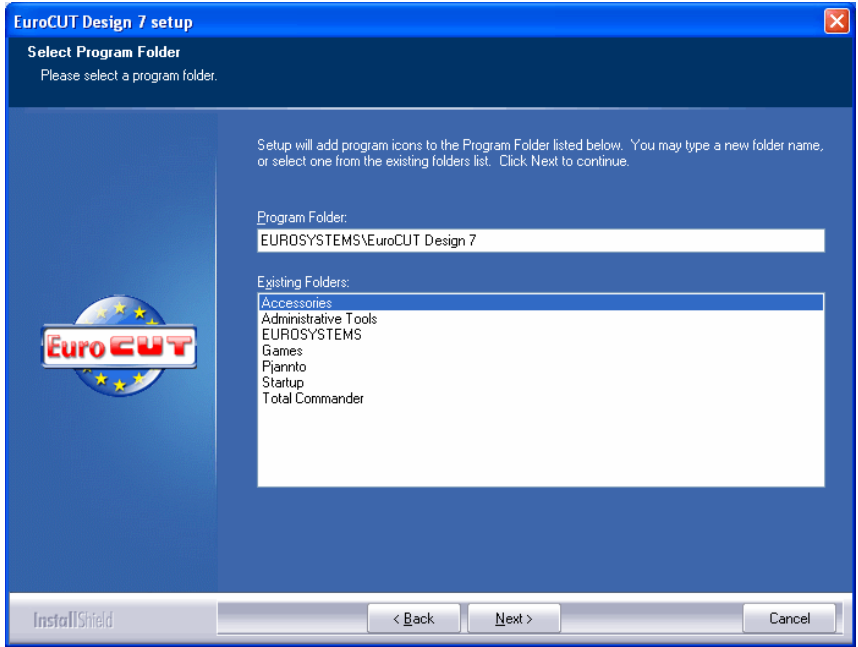 EuroCUT Design 7 setup
Select Program Folder
Please select a program folder.
Setup will add program icons to the Program Folder listed below. You may type a new folder name,
or select one from the existing folders list. Click Next to continue.
Program Folder:
EUROSYSTEMS\EuroCUT Design 7
Existing Folders:
Accessories
Administrative Tools
EUROSYSTEMS
Games
Pjannto
Startup
Total Commander
Euro CUT
InstallShield
< Back
Next >
Cancel